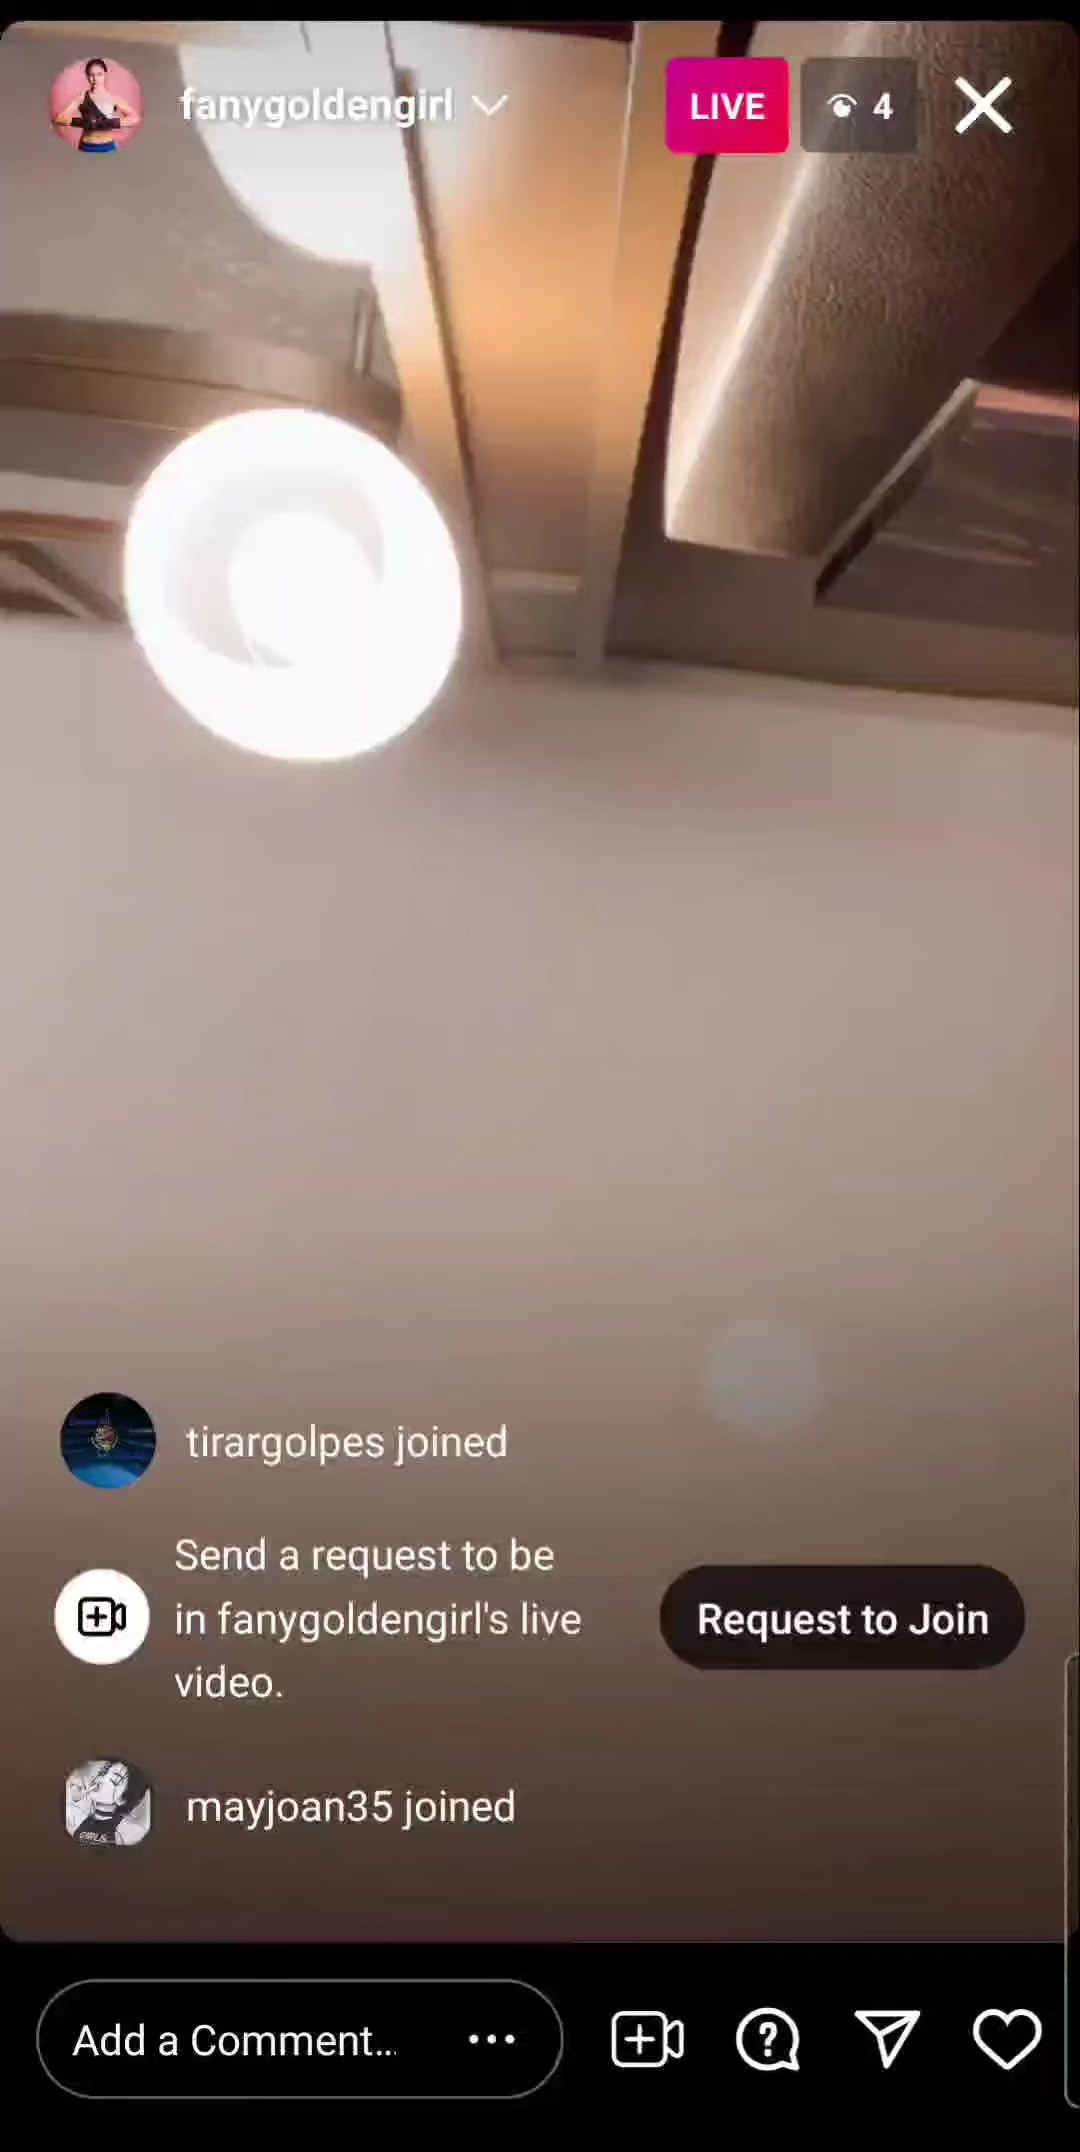 fanygoldengirl
LIVE
4
tirargolpes joined
Send a request to be
in fanygoldengirl's live
video.
Request to Join
mayjoan35 joined
GIRLS
Add a Comment...